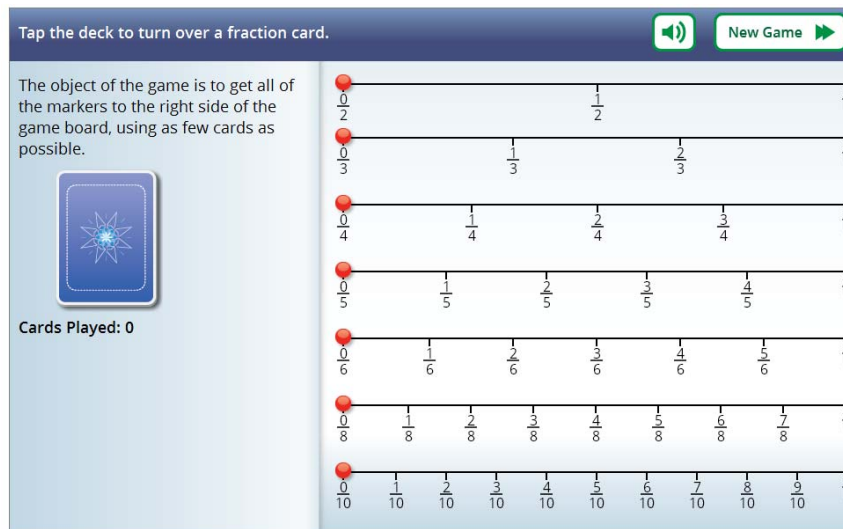 Tap the deck to turn over a fraction card.
New Game
The object of the game is to get all of
the markers to the right side of the
game board, using as few cards as
possible.
Cards Played: 0
0/2 1/2
0/3 1/3 2/3
0/4 1/4 2/4 3/4
0/5 1/5 2/5 3/5 4/5
0/6 1/6 2/6 3/6 4/6 5/6
0/8 1/8 2/8 3/8 4/8 5/8 6/8 7/8
0/10 1/10 2/10 3/10 4/10 5/10 6/10 7/10 8/10 9/10